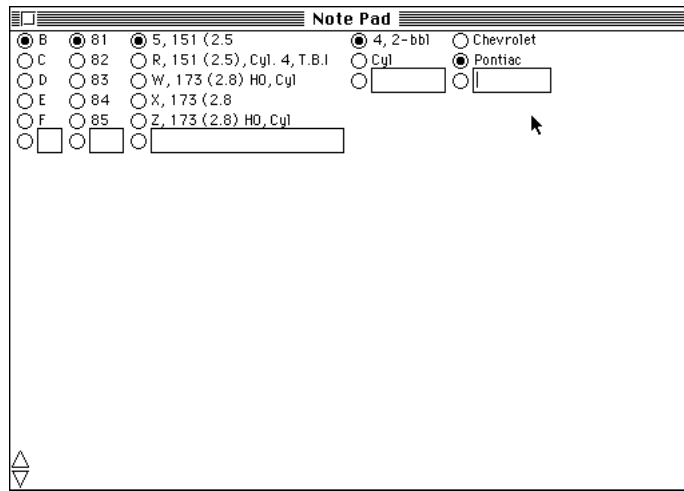 Note Pad
B 81 5, 151 (2.5 4, 2-bbl Chevrolet
C 82 R, 151 (2.5), Cyl. 4, T.B.I Cyl Pontiac
D 83 W, 173 (2.8) HO, Cyl
E 84 X, 173 (2.8
F 85 Z, 173 (2.8) HO, Cyl